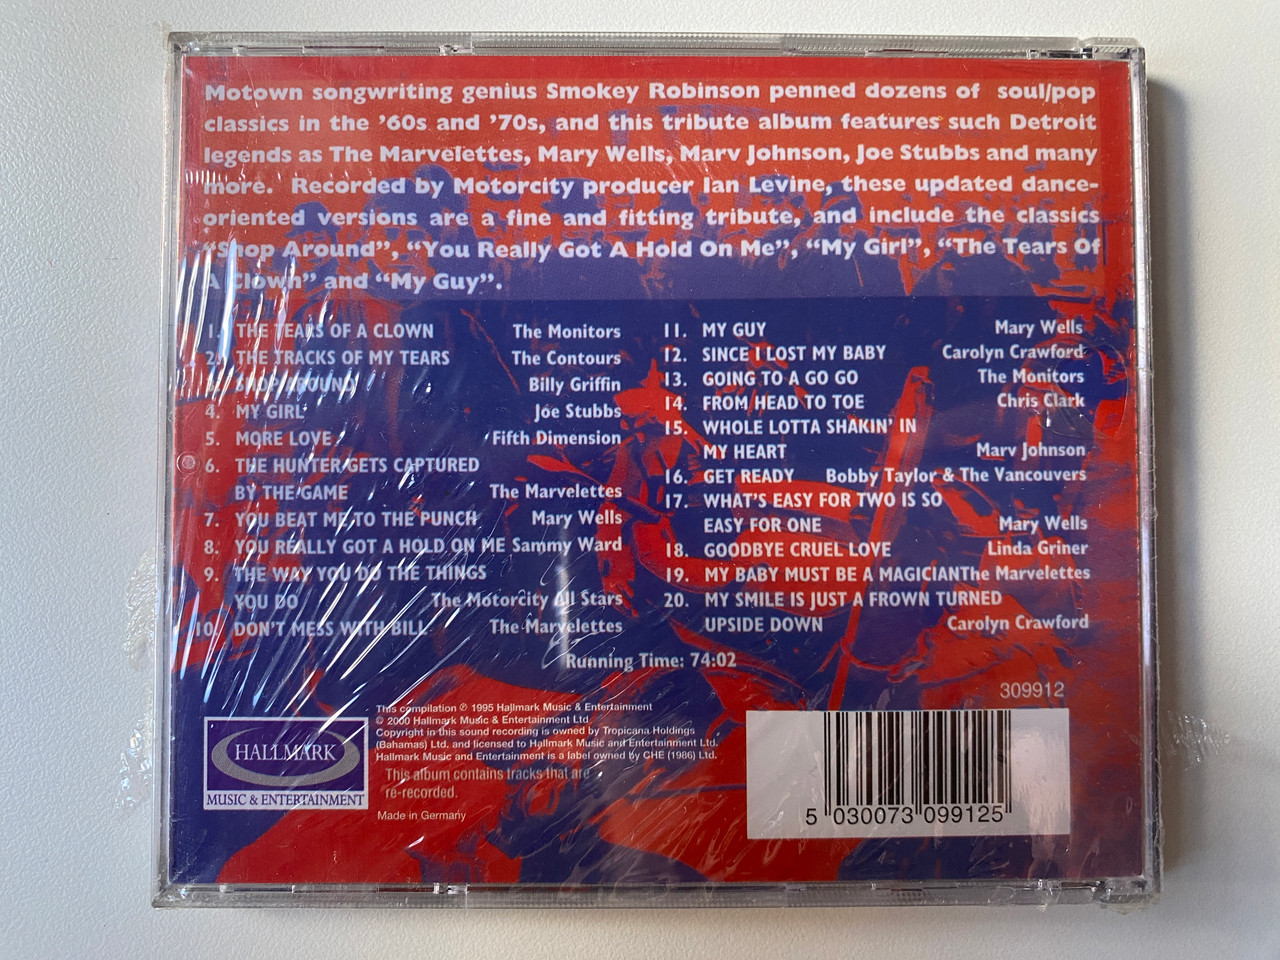 Motown songwriting genius Smokey Robinson penned dozens of soul/pop
classics in the '60s and '70s, and this tribute album features such Detroit
legends as The Marvelettes, Mary Wells, Marv Johnson, Joe Stubbs and many
more. Recorded by Motorcity producer Ian Levine, these updated dance-
oriented versions are a fine and fitting tribute, and include the classics
“Shop Around”, “You Really Got A Hold On Me”, “My Girl”, “The Tears Of
A Clown” and “My Guy”.
1. THE TEARS OF A CLOWN The Monitors
2. THE TRACKS OF MY TEARS The Contours
3. SHOP AROUND Billy Griffin
4. MY GIRL Joe Stubbs
5. MORE LOVE Fifth Dimension
6. THE HUNTER GETS CAPTURED
BY THE GAME The Marvelettes
7. YOU BEAT ME TO THE PUNCH Mary Wells
8. YOU REALLY GOT A HOLD ON ME Sammy Ward
9. THE WAY YOU DO THE THINGS
YOU DO The Motorcity All Stars
10. DON'T MESS WITH BILL The Marvelettes
11. MY GUY Mary Wells
12. SINCE I LOST MY BABY Carolyn Crawford
13. GOING TO A GO GO The Monitors
14. FROM HEAD TO TOE Chris Clark
15. WHOLE LOTTA SHAKIN' IN
MY HEART Marv Johnson
16. GET READY Bobby Taylor & The Vancouvers
17. WHAT'S EASY FOR TWO IS SO
EASY FOR ONE Mary Wells
18. GOODBYE CRUEL LOVE Linda Griner
19. MY BABY MUST BE A MAGICIAN The Marvelettes
20. MY SMILE IS JUST A FROWN TURNED
UPSIDE DOWN Carolyn Crawford
Running Time: 74:02
309912
HALLMARK
MUSIC & ENTERTAINMENT
This compilation ℗ 1995 Hallmark Music & Entertainment
© 2000 Hallmark Music & Entertainment Ltd
Copyright in this sound recording is owned by Tropicana Holdings
(Bahamas) Ltd. and licensed to Hallmark Music and Entertainment Ltd.
Hallmark Music and Entertainment is a label owned by CHE (1986) Ltd.
This album contains tracks that are
re-recorded.
Made in Germany
5 030073 099125